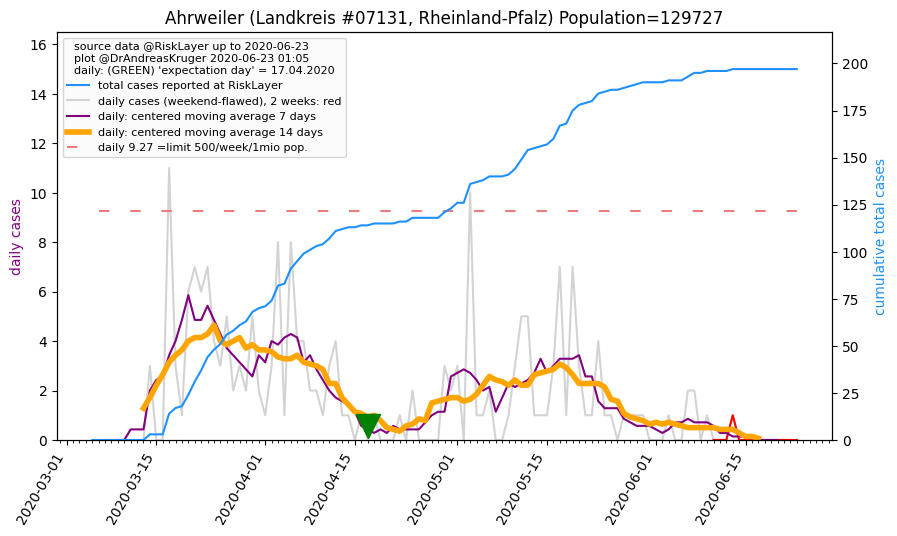 Ahrweiler (Landkreis #07131, Rheinland-Pfalz) Population=129727
source data @RiskLayer up to 2020-06-23
plot @DrAndreasKruger 2020-06-23 01:05
daily: (GREEN) 'expectation day' = 17.04.2020
total cases reported at RiskLayer
daily cases (weekend-flawed), 2 weeks: red
daily: centered moving average 7 days
daily: centered moving average 14 days
daily 9.27 =limit 500/week/1mio pop.
daily cases
16
14
12
10
8
6
4
2
0
cumulative total cases
200
175
150
125
100
75
50
25
0
2020-03-01
2020-03-15
2020-04-01
2020-04-15
2020-05-01
2020-05-15
2020-06-01
2020-06-15